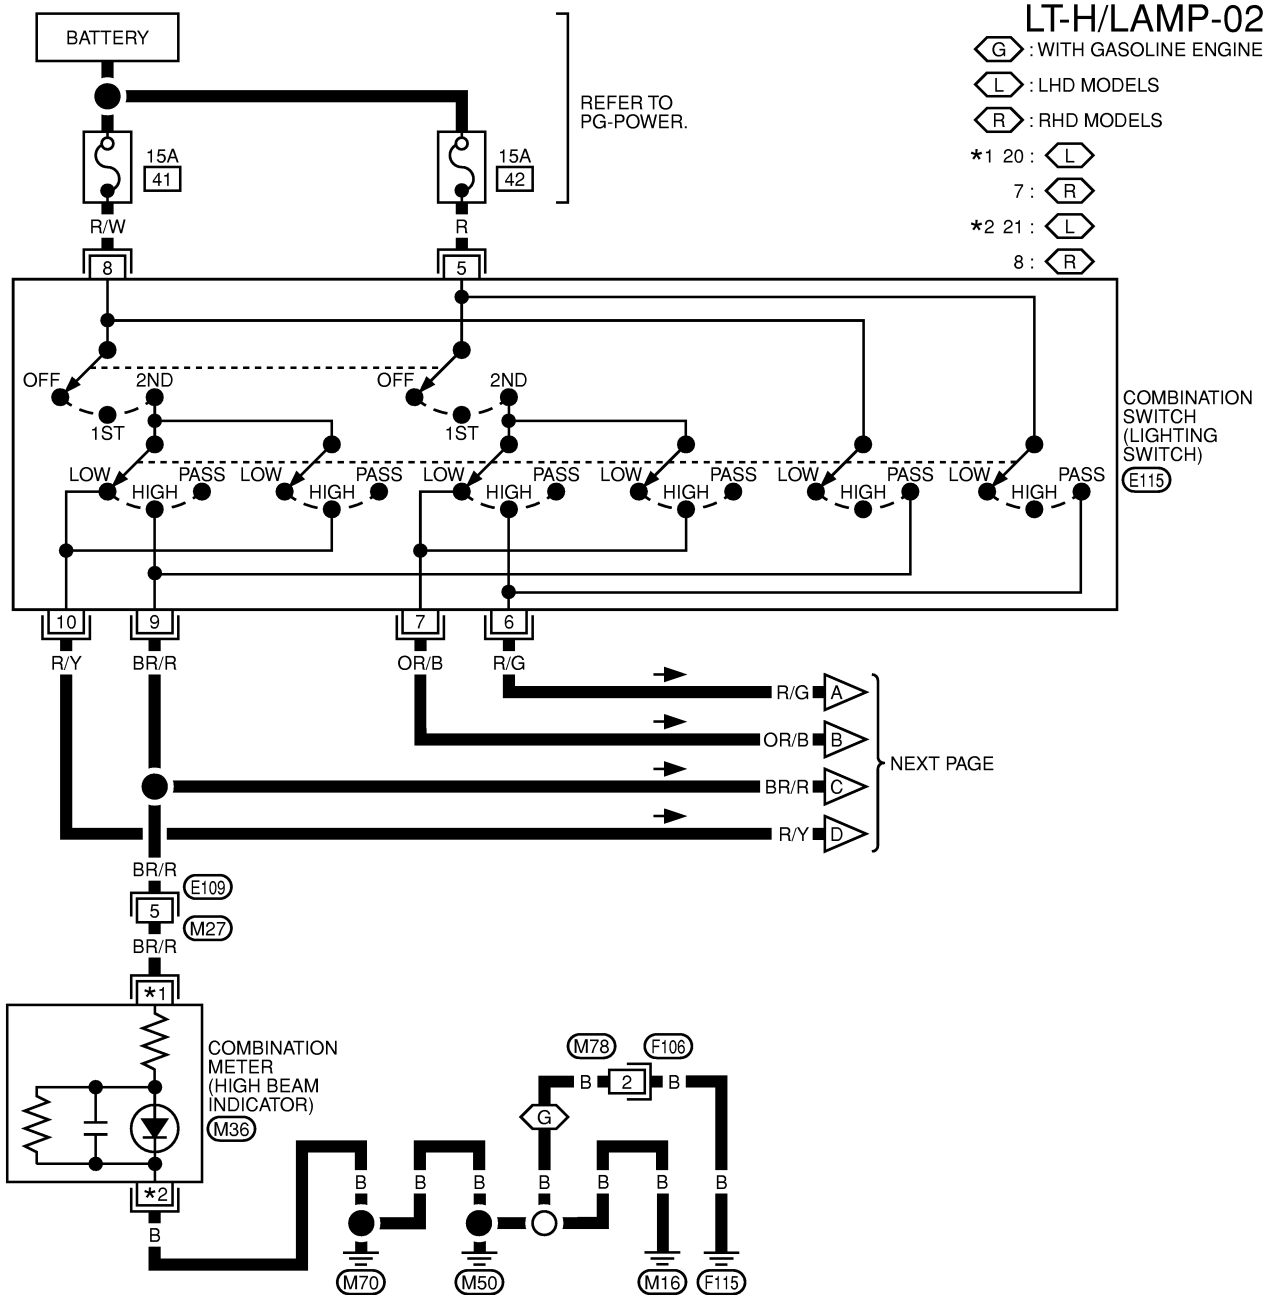 LT-H/LAMP-02
BATTERY
G : WITH GASOLINE ENGINE
L : LHD MODELS
R : RHD MODELS
*1 20 : L
7 : R
*2 21 : L
8 : R
REFER TO
PG-POWER.
15A
41
15A
42
R/W
R
8
5
OFF
2ND
1ST
OFF
2ND
1ST
LOW
HIGH
PASS
LOW
HIGH
PASS
LOW
HIGH
PASS
LOW
HIGH
PASS
LOW
HIGH
PASS
LOW
HIGH
PASS
COMBINATION
SWITCH
(LIGHTING
SWITCH)
E115
10
9
7
6
R/Y
BR/R
OR/B
R/G
R/G A
OR/B B
BR/R C
R/Y D
NEXT PAGE
BR/R
E109
5
M27
BR/R
*1
COMBINATION
METER
(HIGH BEAM
INDICATOR)
M36
*2
B
M78
F106
B
2
B
G
B
B
B
B
B
B
B
M70
M50
M16
F115